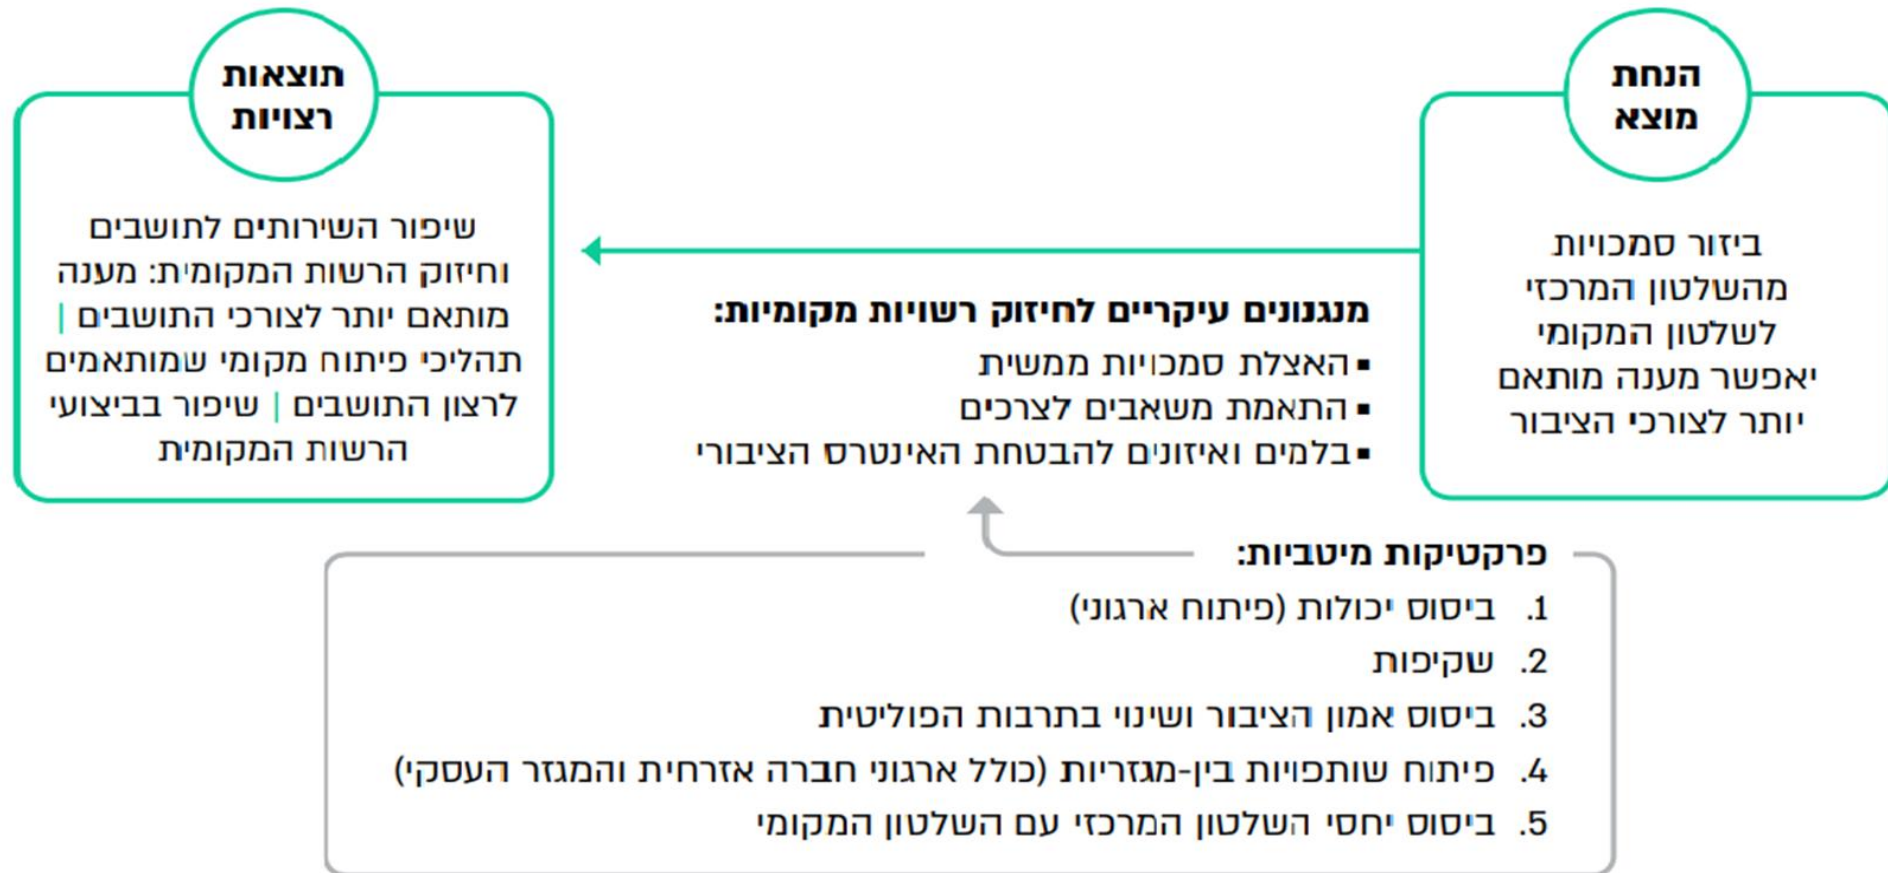 הנחת
מוצא
ביזור סמכויות
מהשלטון המרכזי
לשלטון המקומי
יאפשר מענה מותאם
יותר לצורכי הציבור
מנגנונים עיקריים לחיזוק רשויות מקומיות:
▪ האצלת סמכויות ממשית
▪ התאמת משאבים לצרכים
▪ בלמים ואיזונים להבטחת האינטרס הציבורי
תוצאות
רצויות
שיפור השירותים לתושבים
וחיזוק הרשות המקומית: מענה
מותאם יותר לצורכי התושבים |
תהליכי פיתוח מקומי שמותאמים
לרצון התושבים | שיפור בביצועי
הרשות המקומית
פרקטיקות מיטביות:
1. ביסוס יכולות (פיתוח ארגוני)
2. שקיפות
3. ביסוס אמון הציבור ושינוי בתרבות הפוליטית
4. פיתוח שותפויות בין-מגזריות (כולל ארגוני חברה אזרחית והמגזר העסקי)
5. ביסוס יחסי השלטון המרכזי עם השלטון המקומי